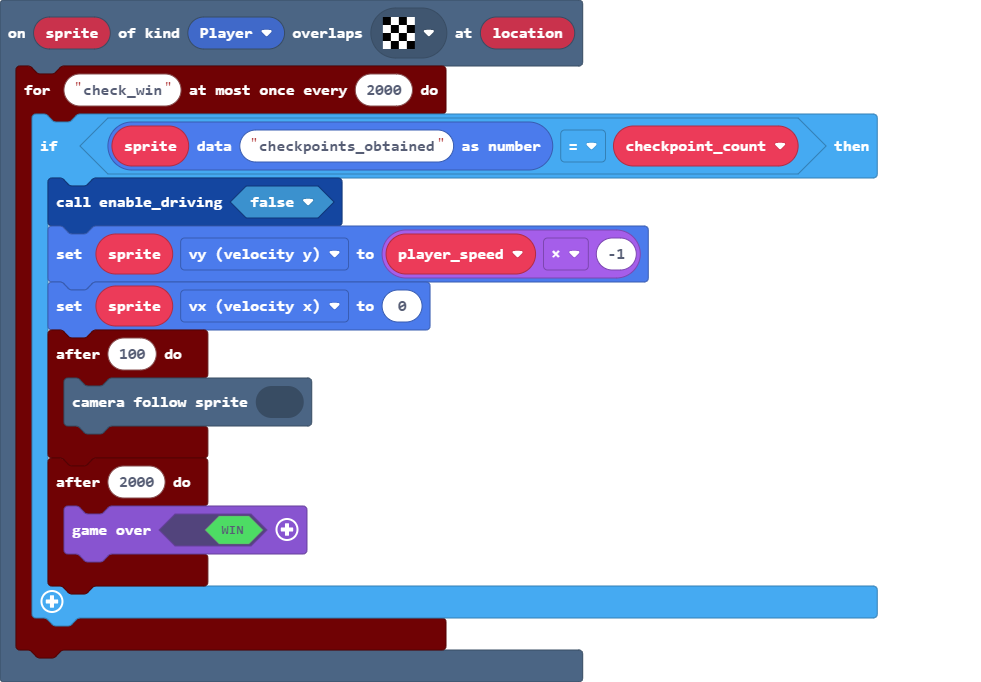 on sprite of kind Player overlaps at location
for "check_win" at most once every 2000 do
if sprite data "checkpoints_obtained" as number = checkpoint_count then
call enable_driving false
set sprite vy (velocity y) to player_speed × -1
set sprite vx (velocity x) to 0
after 100 do
camera follow sprite
after 2000 do
game over WIN